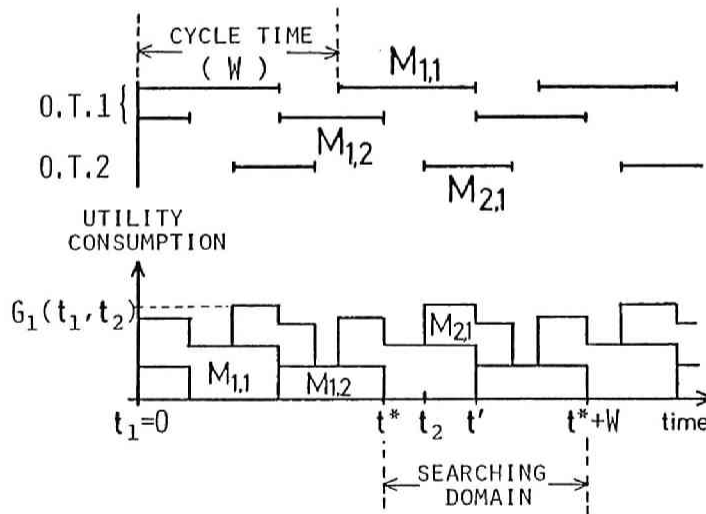 CYCLE TIME
( W )
M1,1
O.T.1 {
M1,2
O.T.2
M2,1
UTILITY
CONSUMPTION
G1(t1,t2)
M2,1
M1,1
M1,2
t1=0
t*
t2
t'
t*+W
time
SEARCHING
DOMAIN